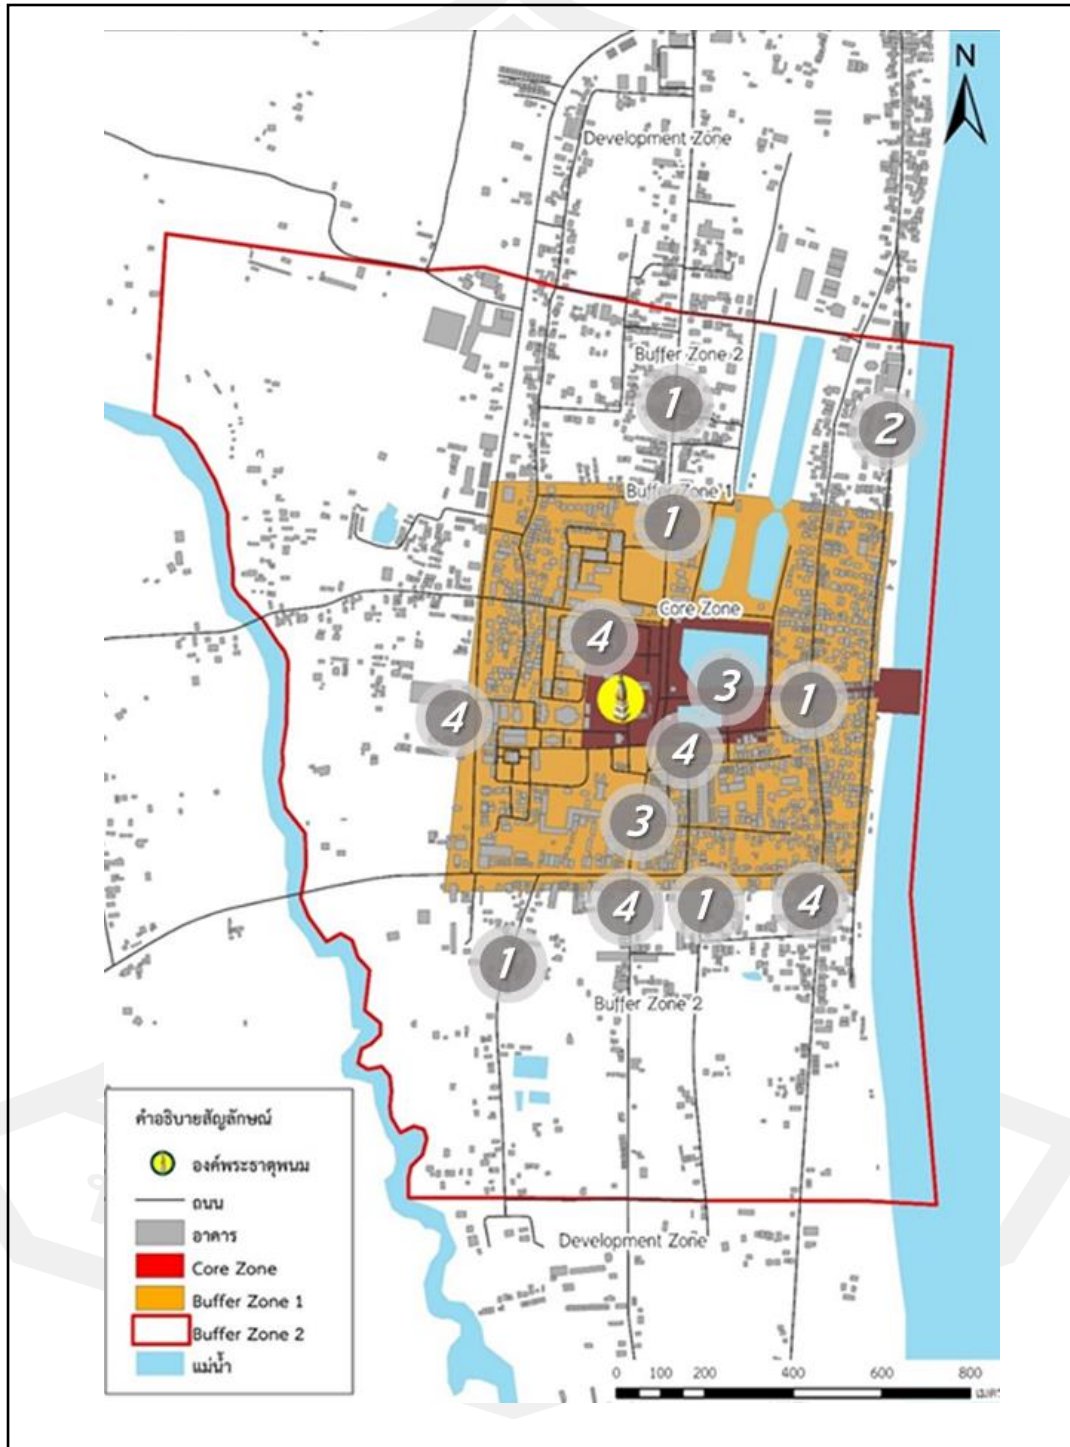 N
Development Zone
Buffer Zone 2
1
2
Buffer Zone 1
1
Core Zone
4
3
1
4
4
3
4
1
4
1
Buffer Zone 2
Development Zone
คำอธิบายสัญลักษณ์
องค์พระธาตุพนม
ถนน
อาคาร
Core Zone
Buffer Zone 1
Buffer Zone 2
แม่น้ำ
0 100 200 400 600 800